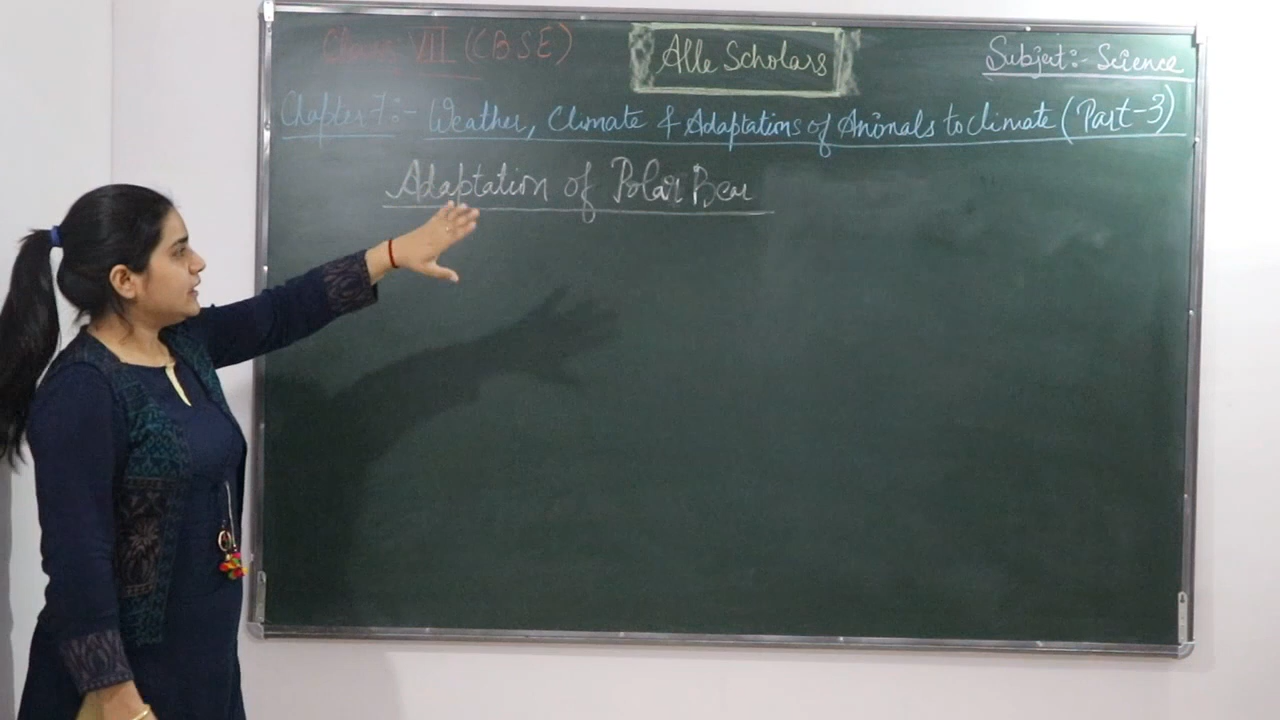 Class:-VII (CBSE)
Alle Scholars
Subject:- Science
Chapter 7:- Weather, Climate & Adaptations of Animals to Climate (Part-3)
Adaptation of Polar Bear